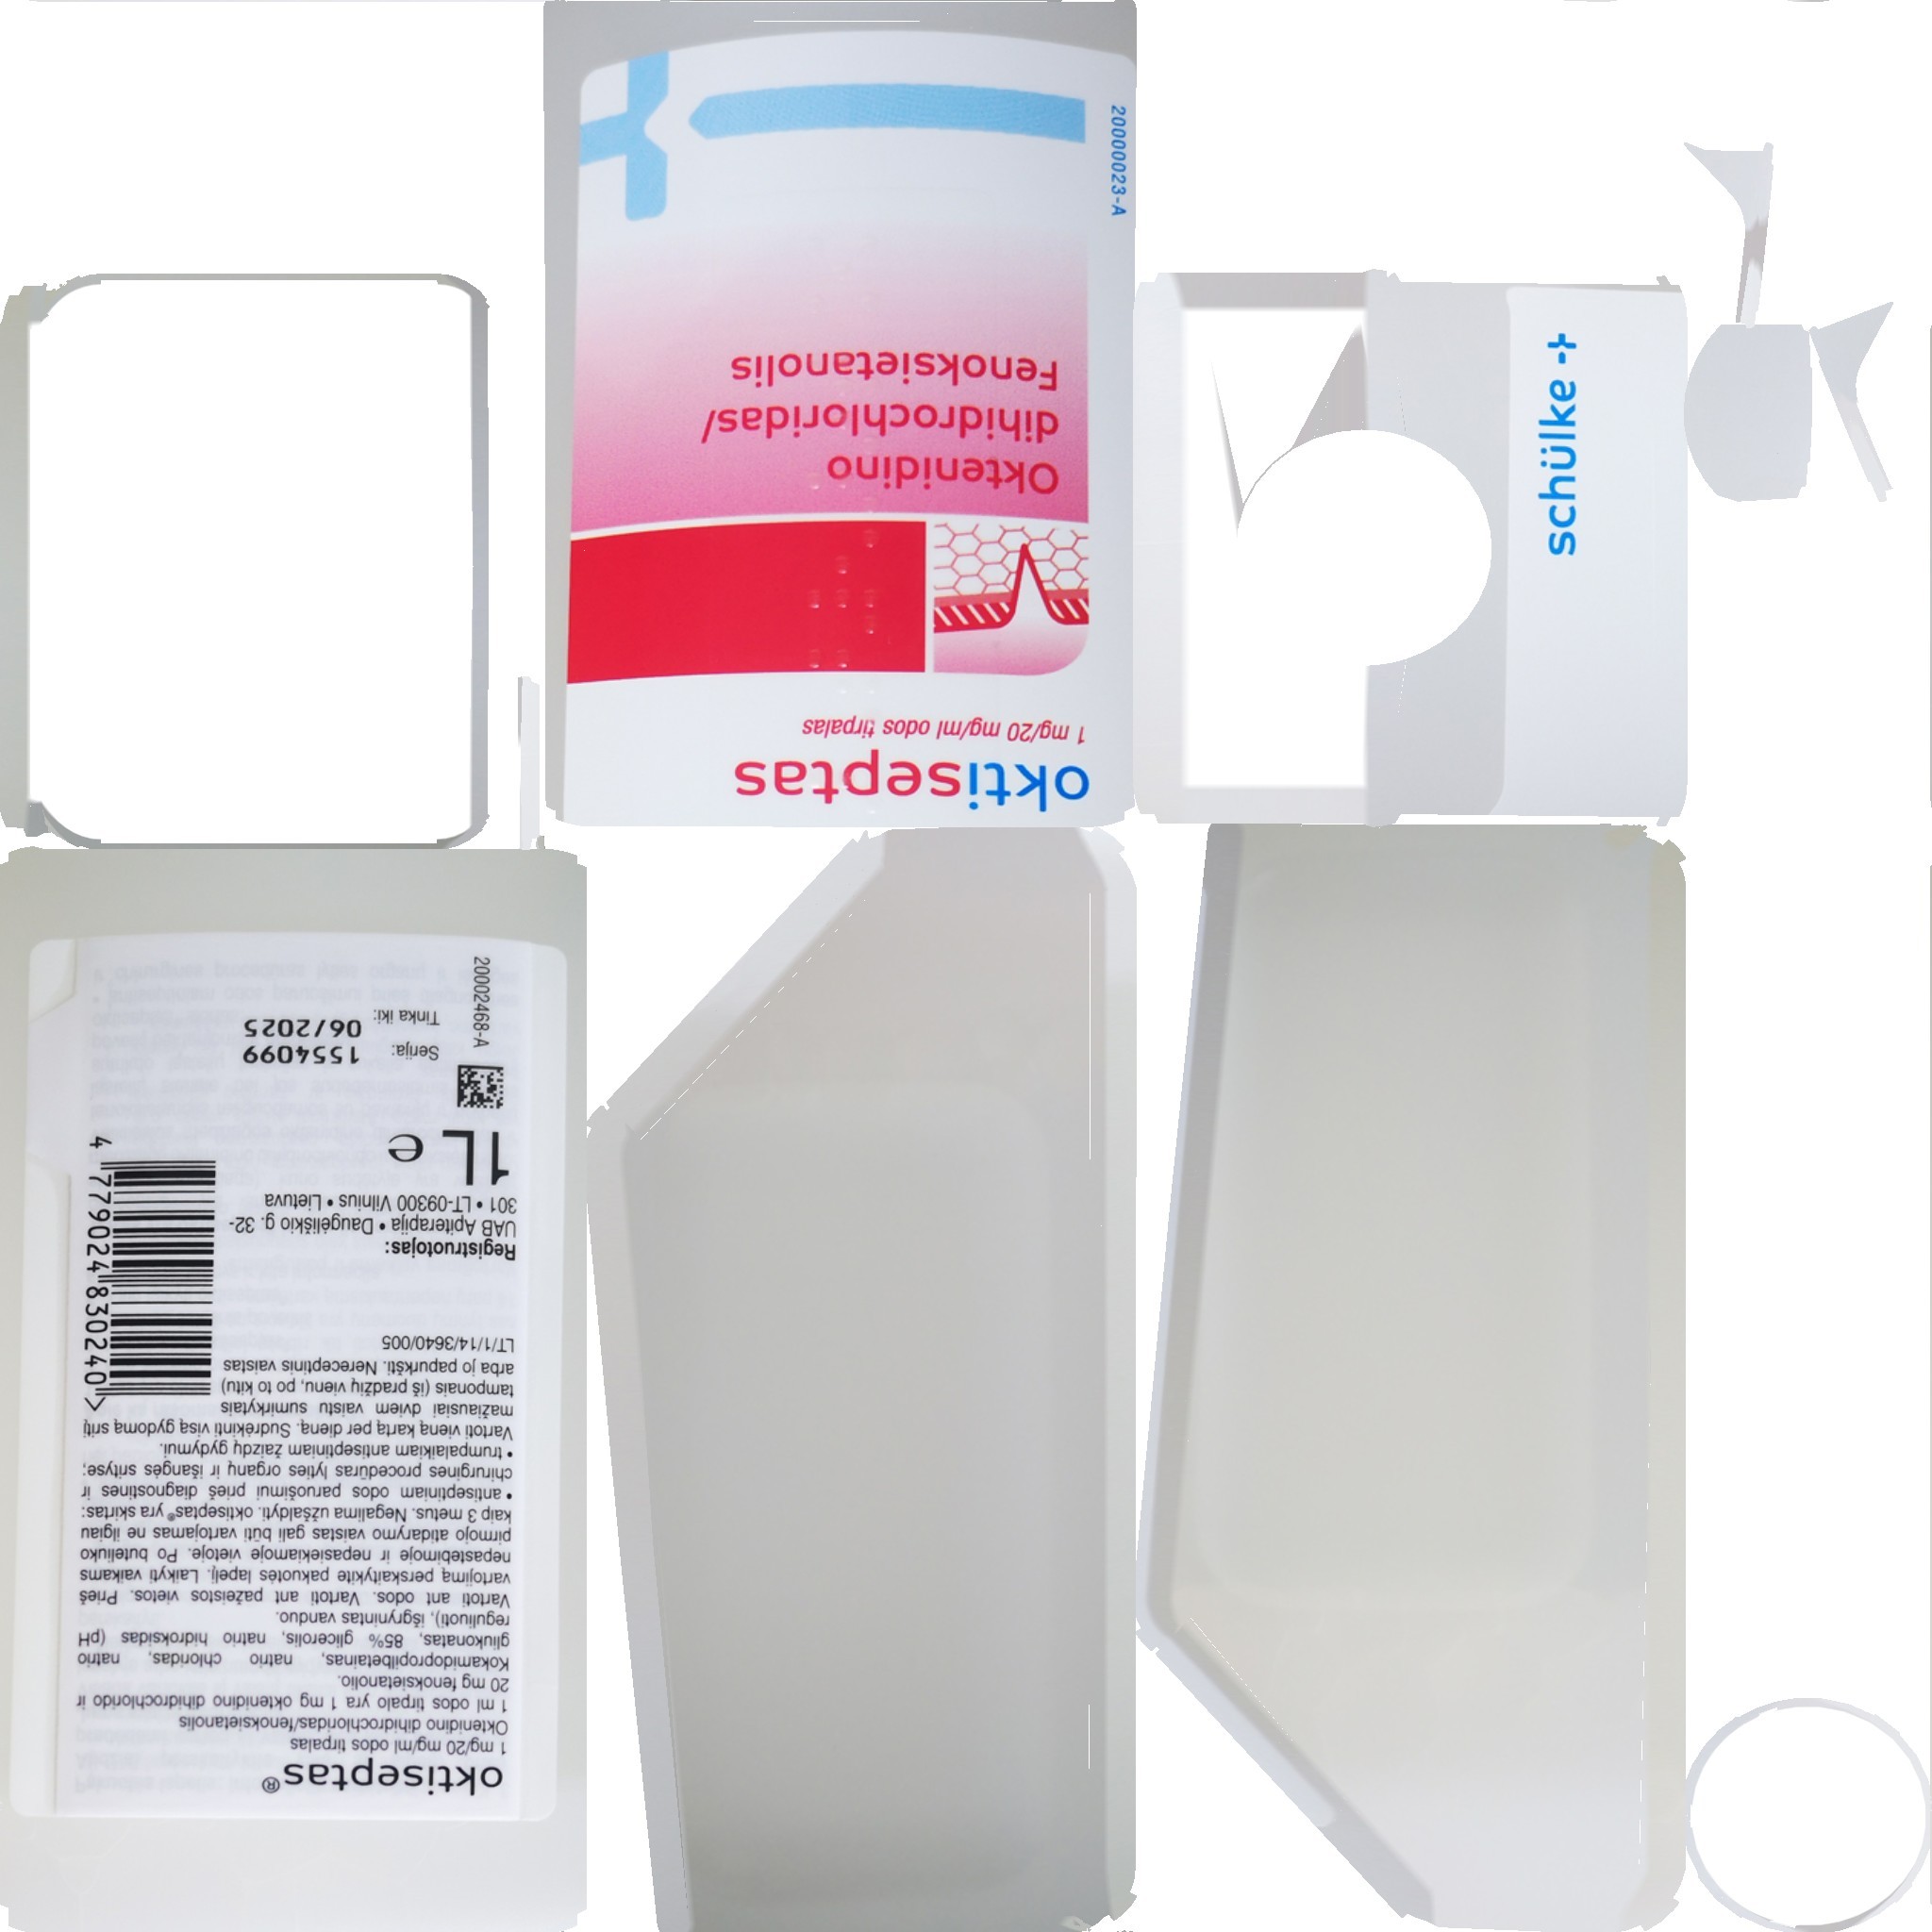 oktiseptas
1 mg/20 mg/ml odos tirpalas
Oktenidino
dihidrochloridas/
Fenoksietanolis
20000023-A
schülke
oktiseptas®
1 mg/20 mg/ml odos tirpalas
Oktenidino dihidrochloridas/fenoksietanolis
1 ml odos tirpalo yra 1 mg oktenidino dihidrochlorido ir
20 mg fenoksietanolio.
Kokamidopropilbetainas, natrio chloridas, natrio
gliukonatas, 85% glicerolis, natrio hidroksidas (pH
reguliuoti), išgrynintas vanduo.
Vartoti ant odos. Vartoti ant pažeistos vietos. Prieš
vartojimą perskaitykite pakuotės lapelį. Laikyti vaikams
nepastebimoje ir nepasiekiamoje vietoje. Po buteliuko
pirmojo atidarymo vaistas gali būti vartojamas ne ilgiau
kaip 3 metus. Negalima užšaldyti. oktiseptas® yra skirtas:
• antiseptiniam odos paruošimui prieš diagnostines ir
chirurgines procedūras lyties organų ir išangės srityse;
• trumpalaikiam antiseptiniam žaizdų gydymui.
Vartoti vieną kartą per dieną. Sudrėkinti visą gydomą sritį
mažiausiai dviem vaistu sumirkytais
tamponais (iš pradžių vienu, po to kitu)
arba jo papurkšti. Nereceptinis vaistas
LT/1/14/3640/005
Registruotojas:
UAB Apiterapija • Daugėliškio g. 32-
301 • LT-09300 Vilnius • Lietuva
1L e
4 779024 830240 >
Serija: 1554099
Tinka iki: 06/2025
20002468-A